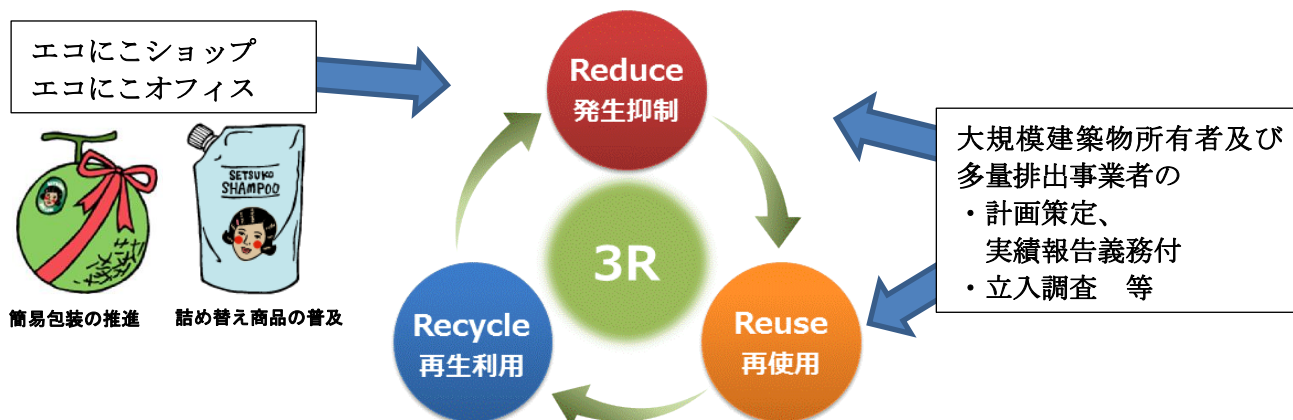 エコにこショップ
エコにこオフィス
SETSUKO
SHAMPOO
簡易包装の推進
詰め替え商品の普及
Reduce
発生抑制
3R
Recycle
再生利用
Reuse
再使用
大規模建築物所有者及び
多量排出事業者の
・計画策定、
実績報告義務付
・立入調査　等